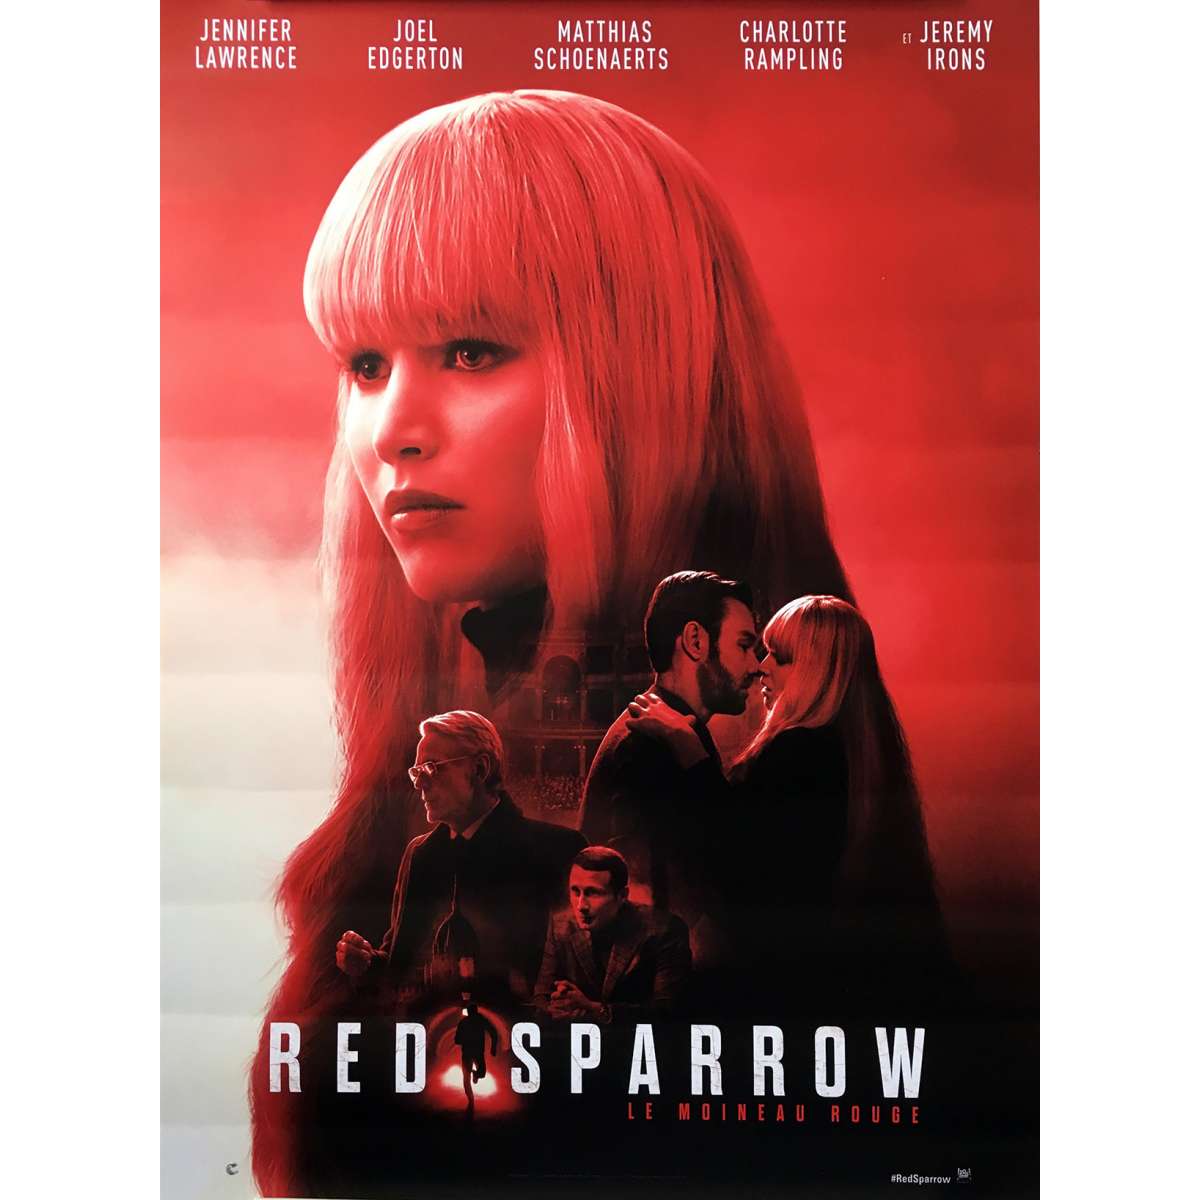 JENNIFER LAWRENCE
JOEL EDGERTON
MATTHIAS SCHOENAERTS
CHARLOTTE RAMPLING
ET JEREMY IRONS
RED SPARROW
LE MOINEAU ROUGE
#RedSparrow